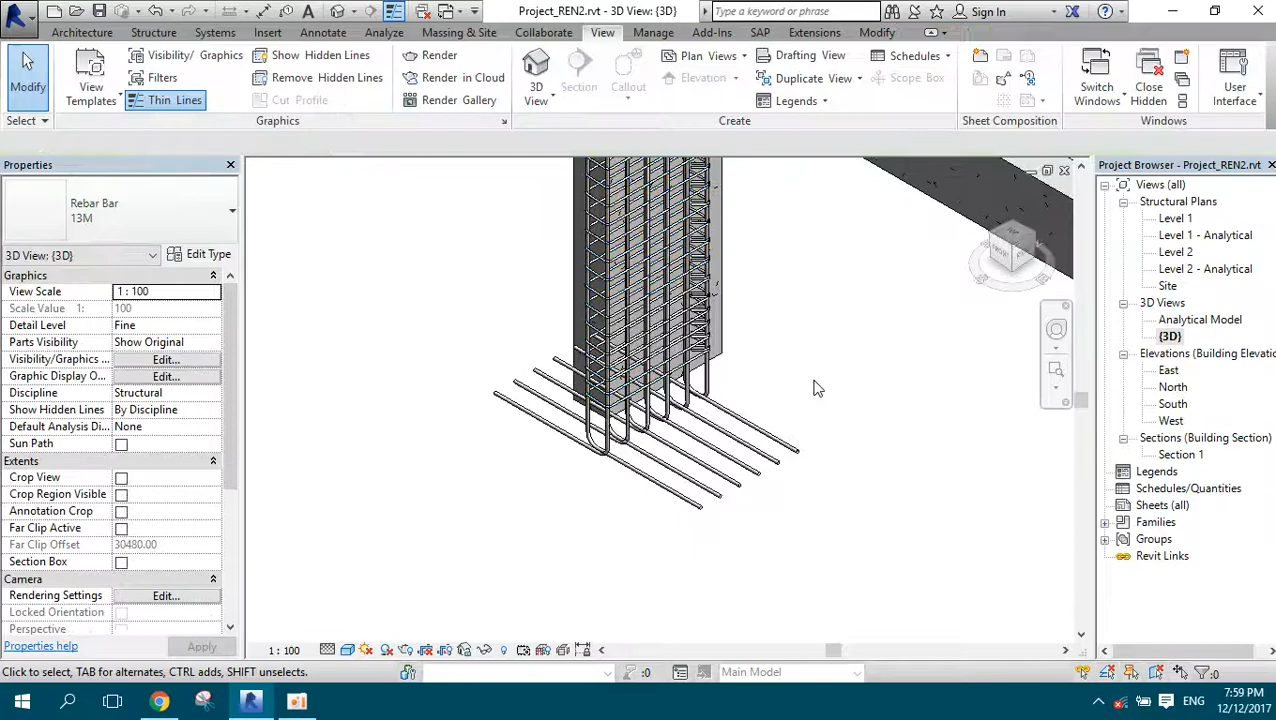 Project_REN2.rvt - 3D View: {3D}
Type a keyword or phrase
Sign In
Architecture Structure Systems Insert Annotate Analyze Massing & Site Collaborate View Manage Add-Ins SAP Extensions Modify
Modify
Select
View
Templates
Visibility/ Graphics
Filters
Thin Lines
Show Hidden Lines
Remove Hidden Lines
Cut Profile
Graphics
Render
Render in Cloud
Render Gallery
3D
View
Section
Callout
Plan Views
Elevation
Drafting View
Duplicate View
Legends
Schedules
Scope Box
Create
Sheet Composition
Switch
Windows
Close
Hidden
Windows
User
Interface
Properties
Rebar Bar
13M
3D View: {3D}
Edit Type
Graphics
View Scale 1 : 100
Scale Value 1: 100
Detail Level Fine
Parts Visibility Show Original
Visibility/Graphics ... Edit...
Graphic Display O... Edit...
Discipline Structural
Show Hidden Lines By Discipline
Default Analysis Di... None
Sun Path
Extents
Crop View
Crop Region Visible
Annotation Crop
Far Clip Active
Far Clip Offset 30480.00
Section Box
Camera
Rendering Settings Edit...
Locked Orientation
Perspective
Properties help
Apply
Project Browser - Project_REN2.rvt
Views (all)
Structural Plans
Level 1
Level 1 - Analytical
Level 2
Level 2 - Analytical
Site
3D Views
Analytical Model
{3D}
Elevations (Building Elevatio
East
North
South
West
Sections (Building Section)
Section 1
Legends
Schedules/Quantities
Sheets (all)
Families
Groups
Revit Links
1 : 100
Click to select, TAB for alternates, CTRL adds, SHIFT unselects.
:0
Main Model
:0
ENG
7:59 PM
12/12/2017